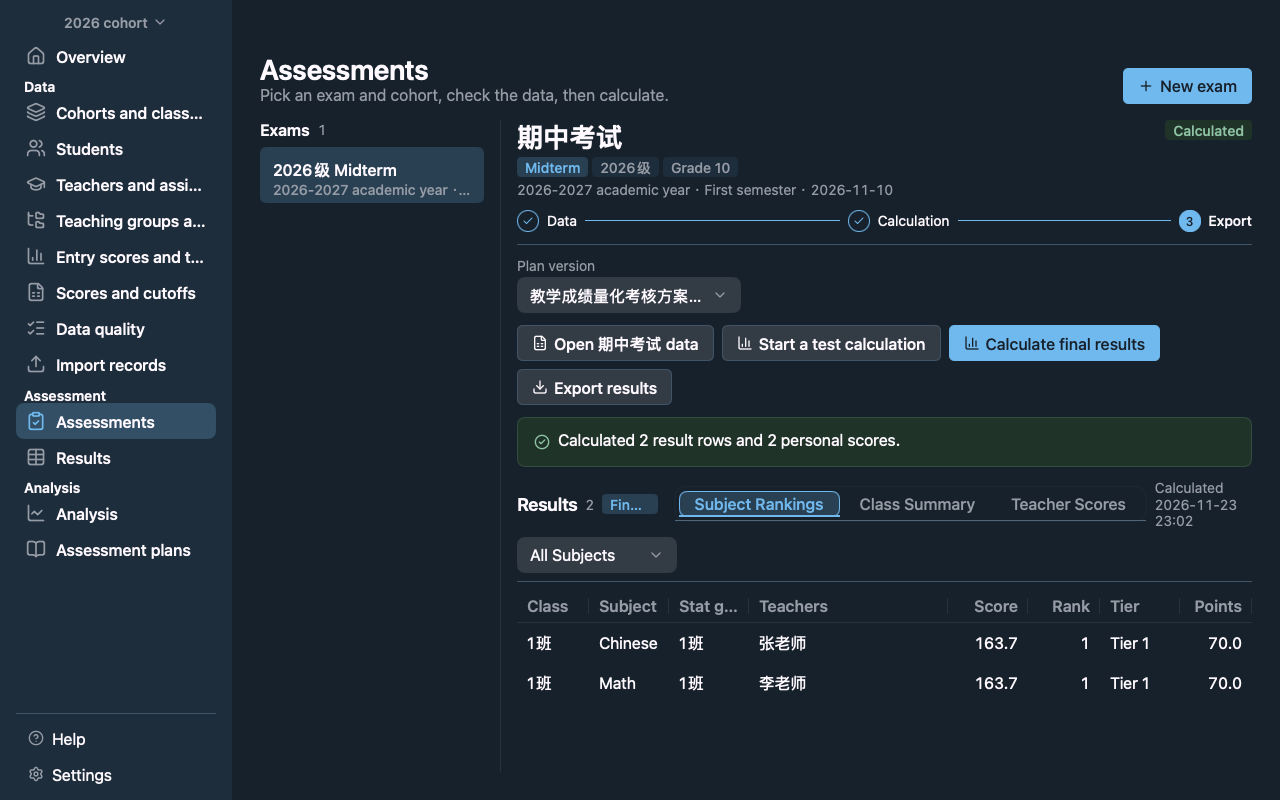 2026 cohort
Overview
Data
Cohorts and class...
Students
Teachers and assi...
Teaching groups a...
Entry scores and t...
Scores and cutoffs
Data quality
Import records
Assessment
Assessments
Results
Analysis
Analysis
Assessment plans
Help
Settings
Assessments
Pick an exam and cohort, check the data, then calculate.
New exam
Exams 1
2026级 Midterm
2026-2027 academic year ·...
期中考试
Calculated
Midterm 2026级 Grade 10
2026-2027 academic year · First semester · 2026-11-10
Data
Calculation
3 Export
Plan version
教学成绩量化考核方案...
Open 期中考试 data
Start a test calculation
Calculate final results
Export results
Calculated 2 result rows and 2 personal scores.
Results 2 Fin...
Subject Rankings
Class Summary
Teacher Scores
Calculated
2026-11-23
23:02
All Subjects
Class Subject Stat g... Teachers Score Rank Tier Points
1班 Chinese 1班 张老师 163.7 1 Tier 1 70.0
1班 Math 1班 李老师 163.7 1 Tier 1 70.0